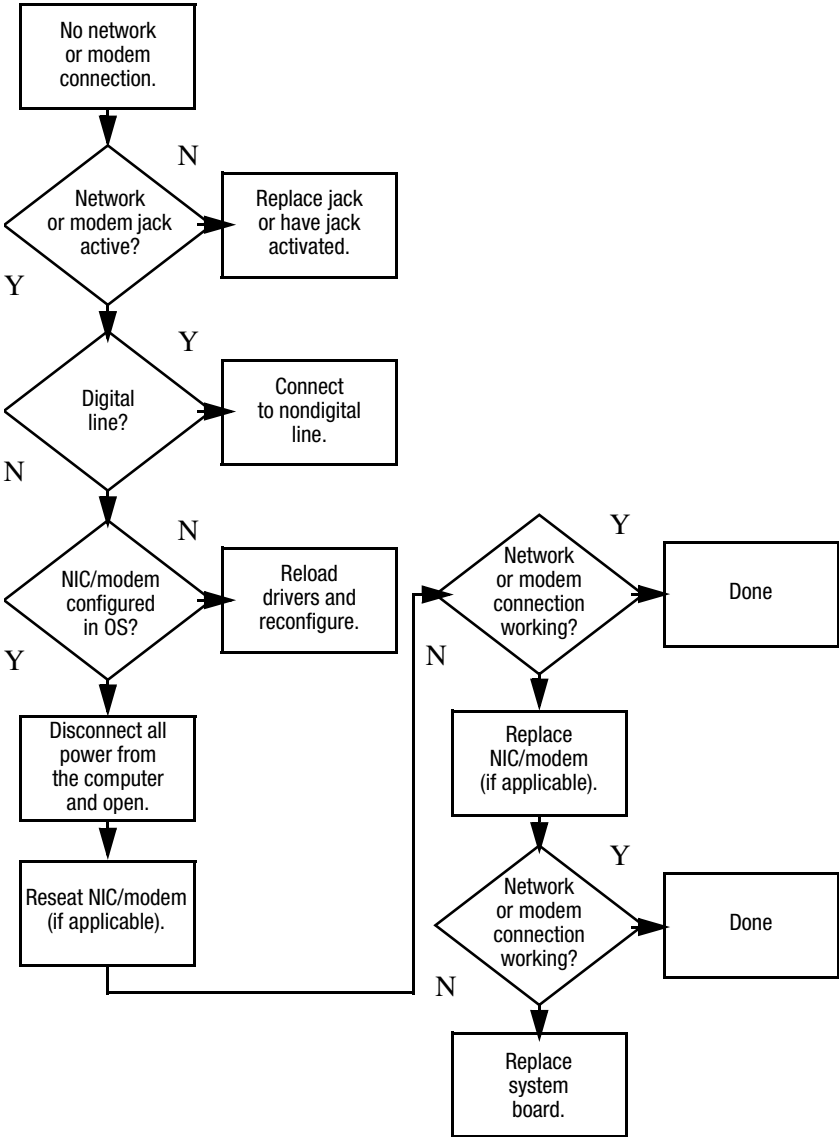 No network
or modem
connection.
N
Network
or modem jack
active?
Replace jack
or have jack
activated.
Y
Y
Digital
line?
Connect
to nondigital
line.
N
N
NIC/modem
configured
in OS?
Reload
drivers and
reconfigure.
Y
Disconnect all
power from
the computer
and open.
Reseat NIC/modem
(if applicable).
Y
Network
or modem
connection
working?
Done
N
Replace
NIC/modem
(if applicable).
Y
Network
or modem
connection
working?
Done
N
Replace
system
board.